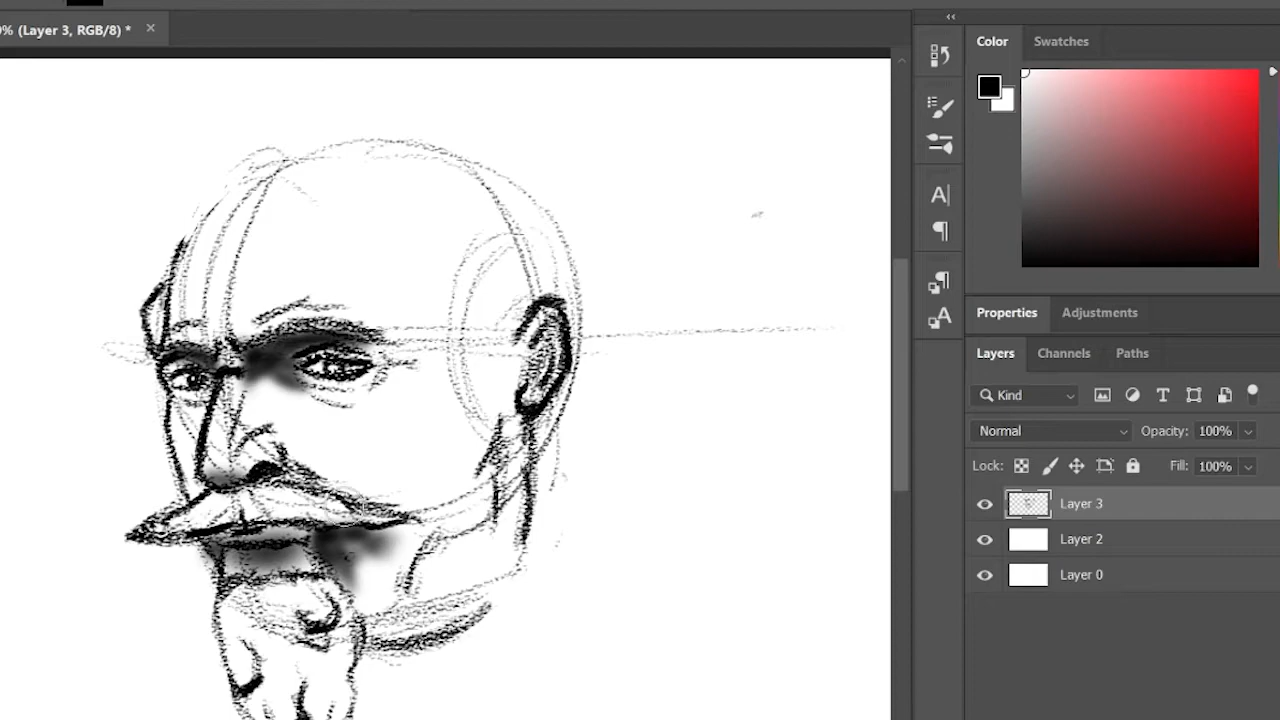 % (Layer 3, RGB/8) *
Color
Swatches
Properties
Adjustments
Layers
Channels
Paths
Kind
Normal
Opacity: 100%
Lock:
Fill: 100%
Layer 3
Layer 2
Layer 0